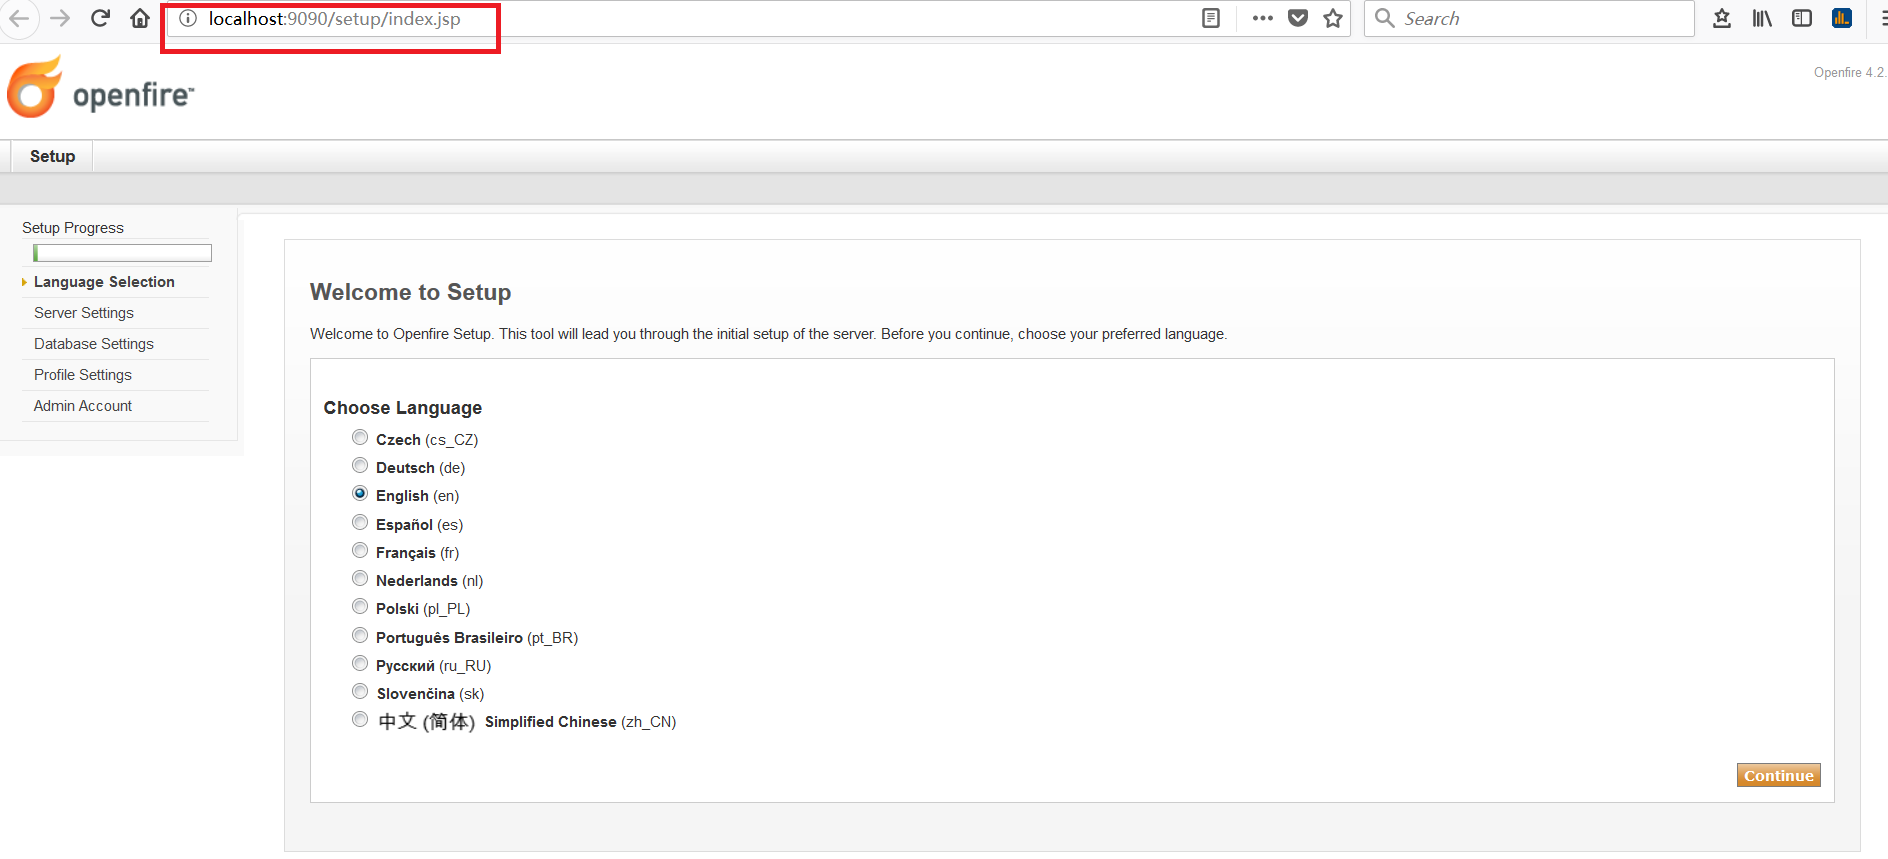 localhost:9090/setup/index.jsp
Search
openfire™
Openfire 4.2.
Setup
Setup Progress
Language Selection
Server Settings
Database Settings
Profile Settings
Admin Account
Welcome to Setup
Welcome to Openfire Setup. This tool will lead you through the initial setup of the server. Before you continue, choose your preferred language.
Choose Language
Czech (cs_CZ)
Deutsch (de)
English (en)
Español (es)
Français (fr)
Nederlands (nl)
Polski (pl_PL)
Português Brasileiro (pt_BR)
Русский (ru_RU)
Slovenčina (sk)
中文 (简体) Simplified Chinese (zh_CN)
Continue